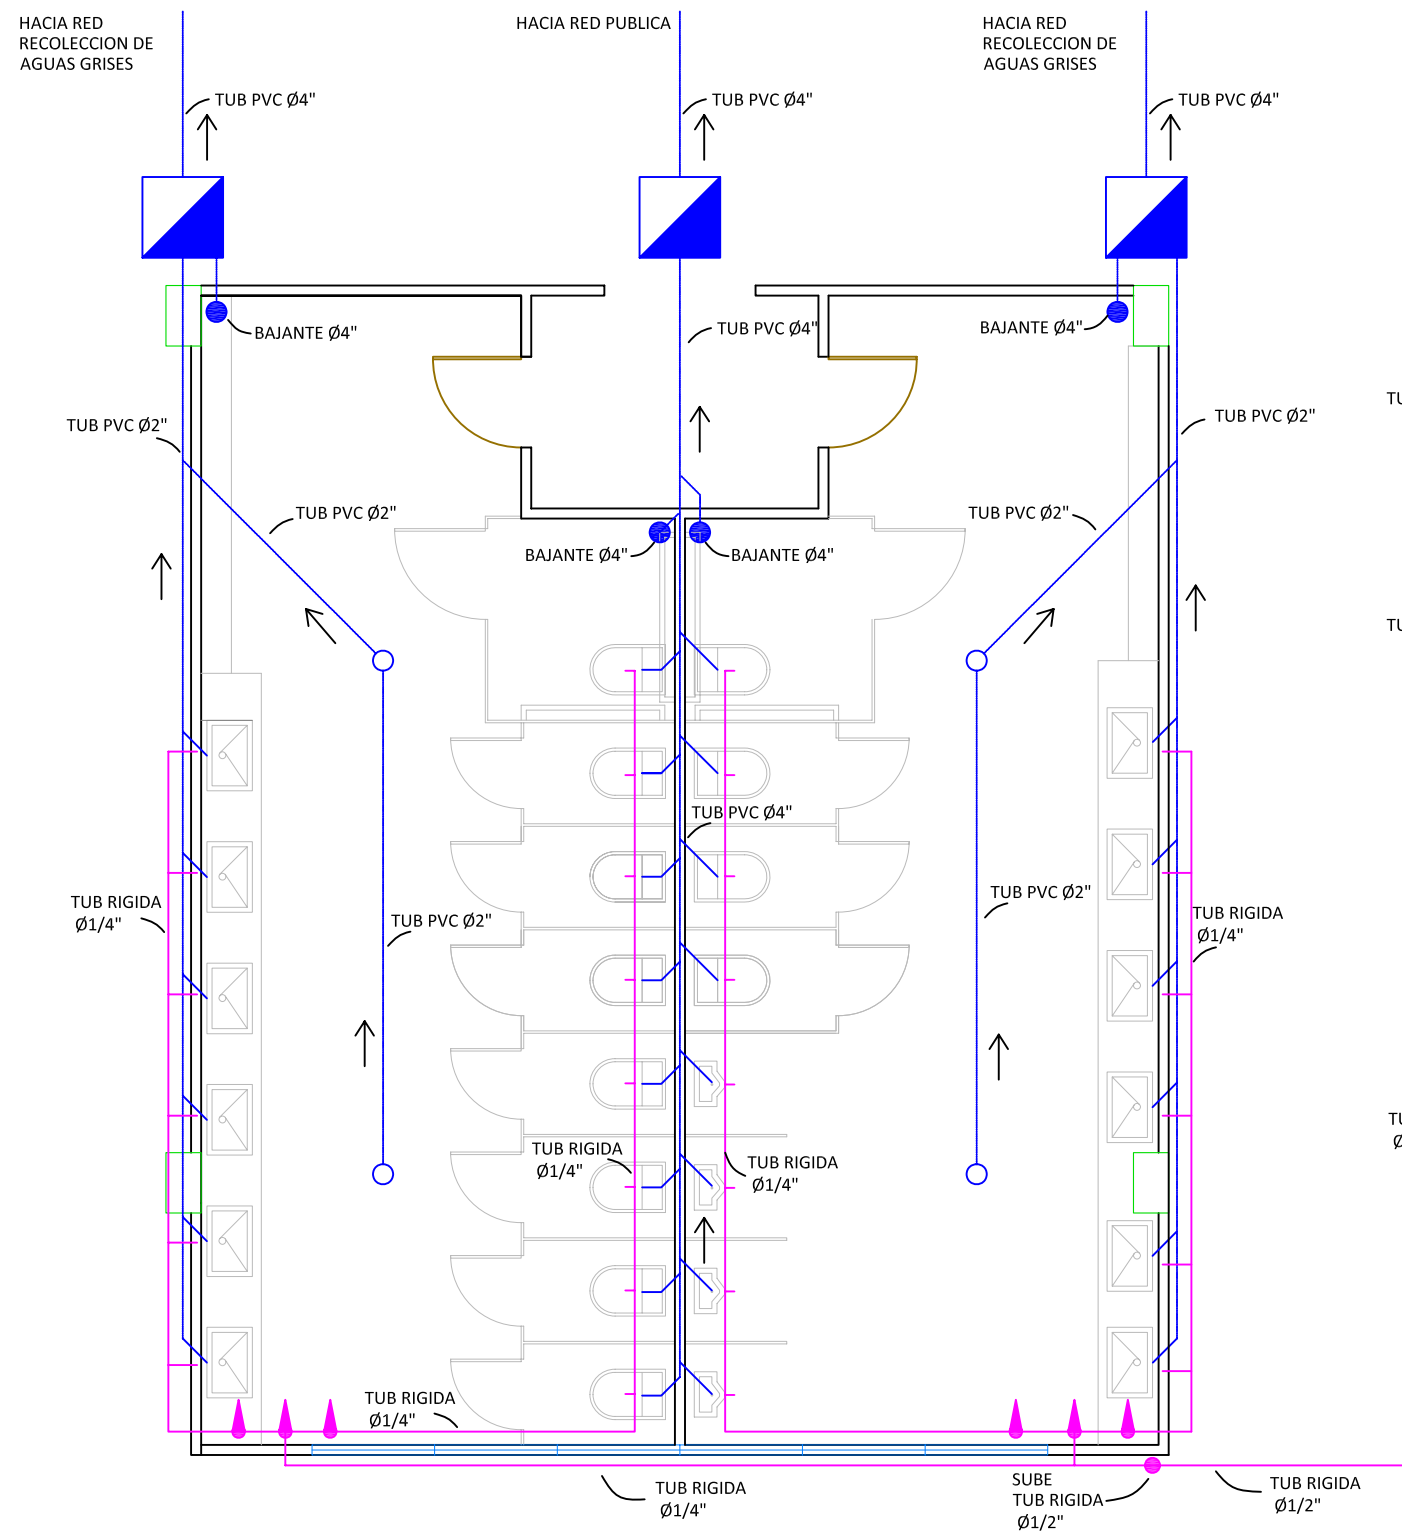 HACIA RED
RECOLECCION DE
AGUAS GRISES
HACIA RED PUBLICA
HACIA RED
RECOLECCION DE
AGUAS GRISES
TUB PVC Ø4"
TUB PVC Ø4"
TUB PVC Ø4"
BAJANTE Ø4"
TUB PVC Ø4"
BAJANTE Ø4"
TUB PVC Ø2"
TUB PVC Ø2"
TUB PVC Ø2"
TUB PVC Ø2"
BAJANTE Ø4"
BAJANTE Ø4"
TUB PVC Ø4"
TUB RIGIDA
Ø1/4"
TUB PVC Ø2"
TUB PVC Ø2"
TUB RIGIDA
Ø1/4"
TUB RIGIDA
Ø1/4"
TUB RIGIDA
Ø1/4"
TUB RIGIDA
Ø1/4"
TUB RIGIDA
Ø1/4"
SUBE
TUB RIGIDA
Ø1/2"
TUB RIGIDA
Ø1/2"